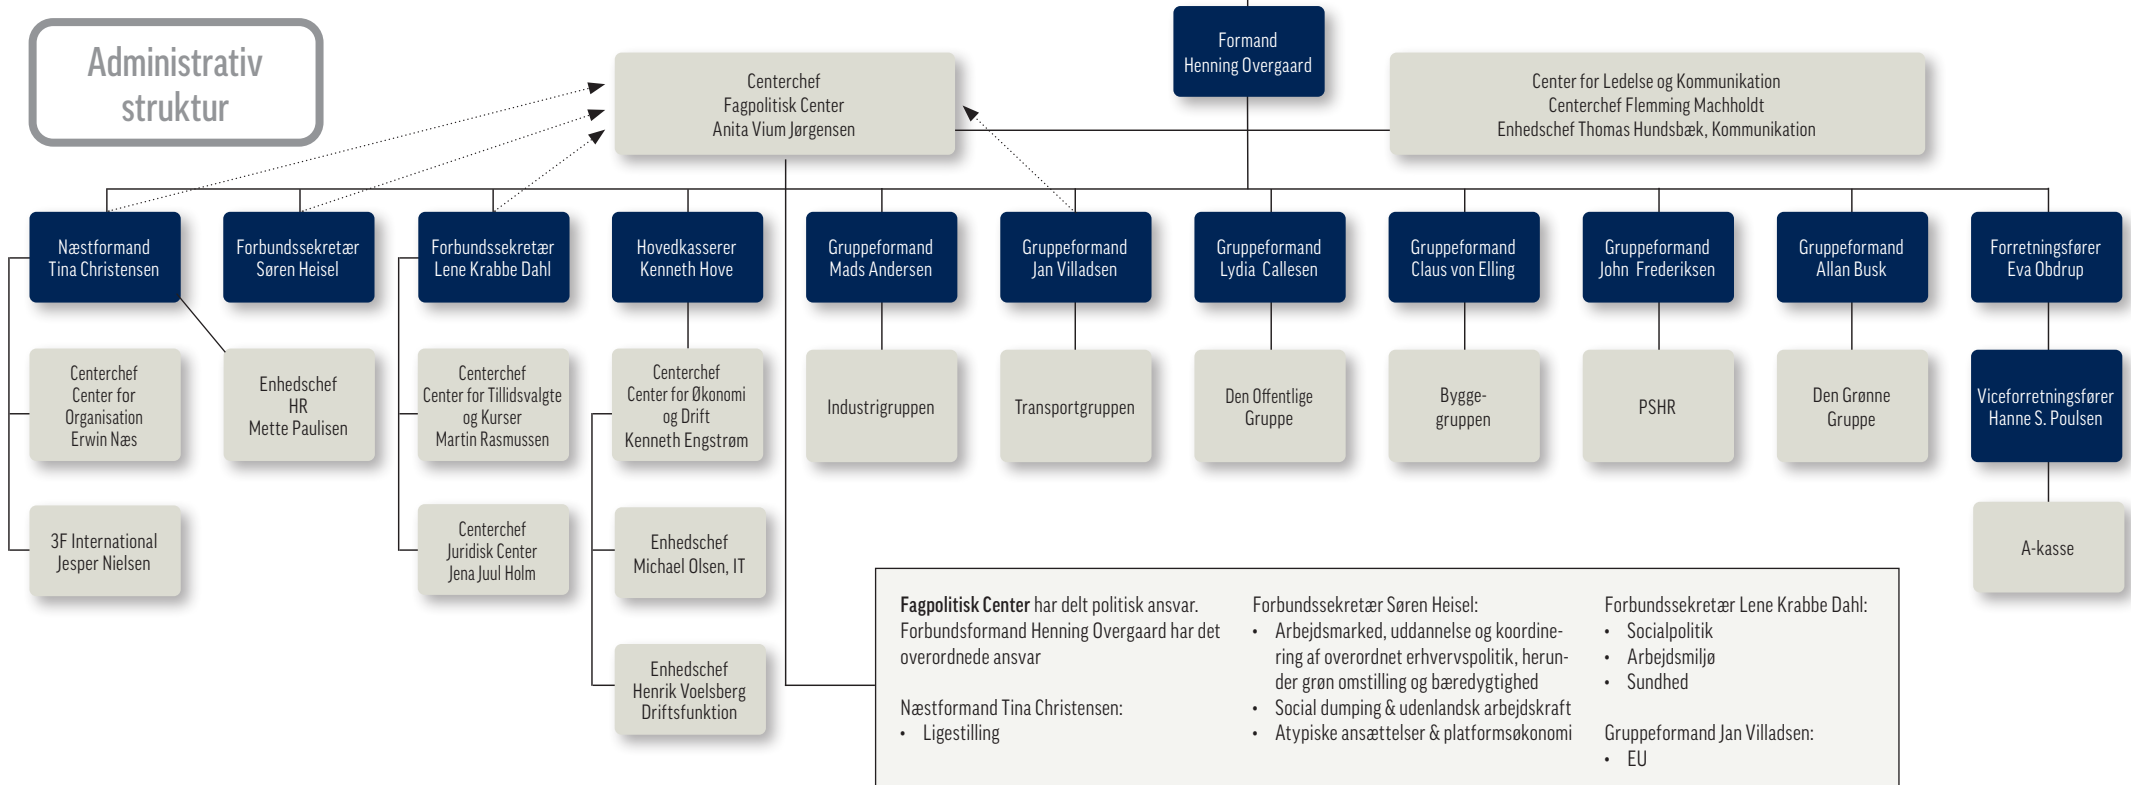 Administrativ
struktur
Formand
Henning Overgaard
Centerchef
Fagpolitisk Center
Anita Vium Jørgensen
Center for Ledelse og Kommunikation
Centerchef Flemming Machholdt
Enhedschef Thomas Hundsbæk, Kommunikation
Næstformand
Tina Christensen
Forbundssekretær
Søren Heisel
Forbundssekretær
Lene Krabbe Dahl
Hovedkasserer
Kenneth Hove
Gruppeformand
Mads Andersen
Gruppeformand
Jan Villadsen
Gruppeformand
Lydia Callesen
Gruppeformand
Claus von Elling
Gruppeformand
John Frederiksen
Gruppeformand
Allan Busk
Forretningsfører
Eva Obdrup
Centerchef
Center for
Organisation
Erwin Næs
Enhedschef
HR
Mette Paulisen
Centerchef
Center for Tillidsvalgte
og Kurser
Martin Rasmussen
Centerchef
Center for Økonomi
og Drift
Kenneth Engstrøm
Industrigruppen
Transportgruppen
Den Offentlige
Gruppe
Bygge-
gruppen
PSHR
Den Grønne
Gruppe
Viceforretningsfører
Hanne S. Poulsen
3F International
Jesper Nielsen
Centerchef
Juridisk Center
Jena Juul Holm
Enhedschef
Michael Olsen, IT
A-kasse
Enhedschef
Henrik Voelsberg
Driftsfunktion
Fagpolitisk Center har delt politisk ansvar.
Forbundsformand Henning Overgaard har det
overordnede ansvar
Næstformand Tina Christensen:
• Ligestilling
Forbundssekretær Søren Heisel:
• Arbejdsmarked, uddannelse og koordine-
ring af overordnet erhvervspolitik, herun-
der grøn omstilling og bæredygtighed
• Social dumping & udenlandsk arbejdskraft
• Atypiske ansættelser & platformsøkonomi
Forbundssekretær Lene Krabbe Dahl:
• Socialpolitik
• Arbejdsmiljø
• Sundhed
Gruppeformand Jan Villadsen:
• EU